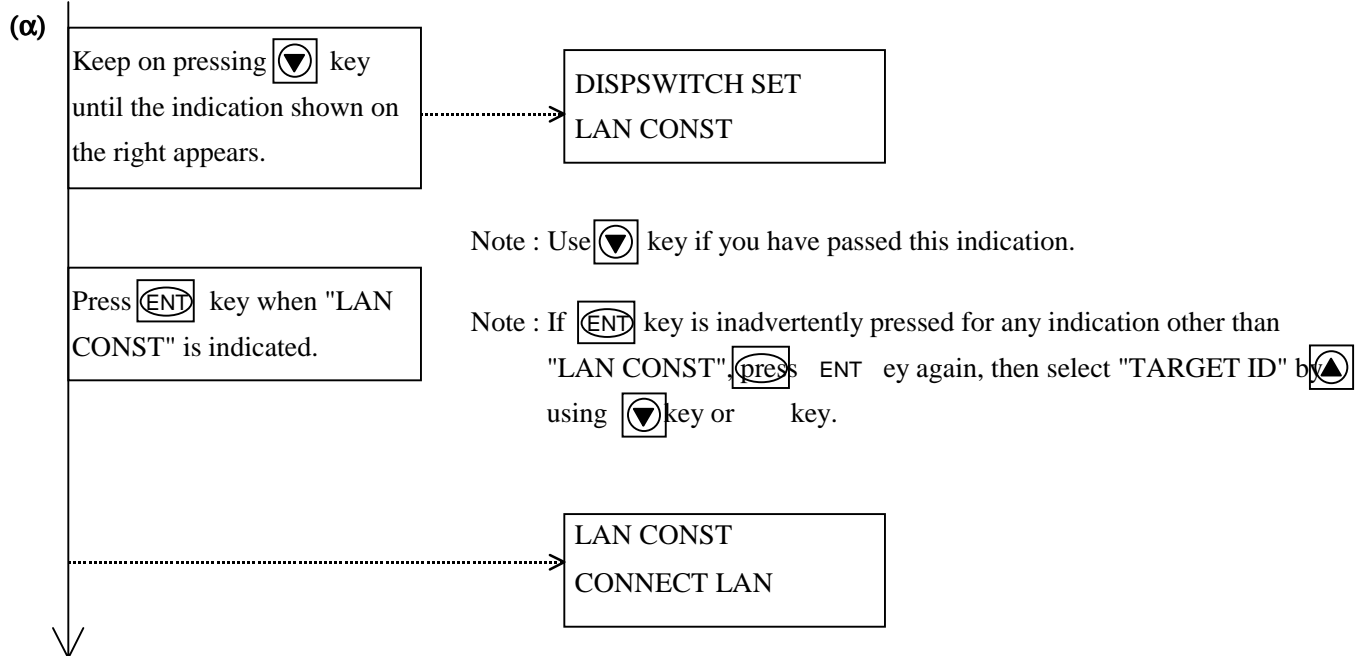 (α)
Keep on pressing ▼ key
until the indication shown on
the right appears.
DISPSWITCH SET
LAN CONST
Note : Use ▼ key if you have passed this indication.
Press ENT key when "LAN
CONST" is indicated.
Note : If ENT key is inadvertently pressed for any indication other than
"LAN CONST", press ENT ey again, then select "TARGET ID" by ▲
using ▼ key or key.
LAN CONST
CONNECT LAN